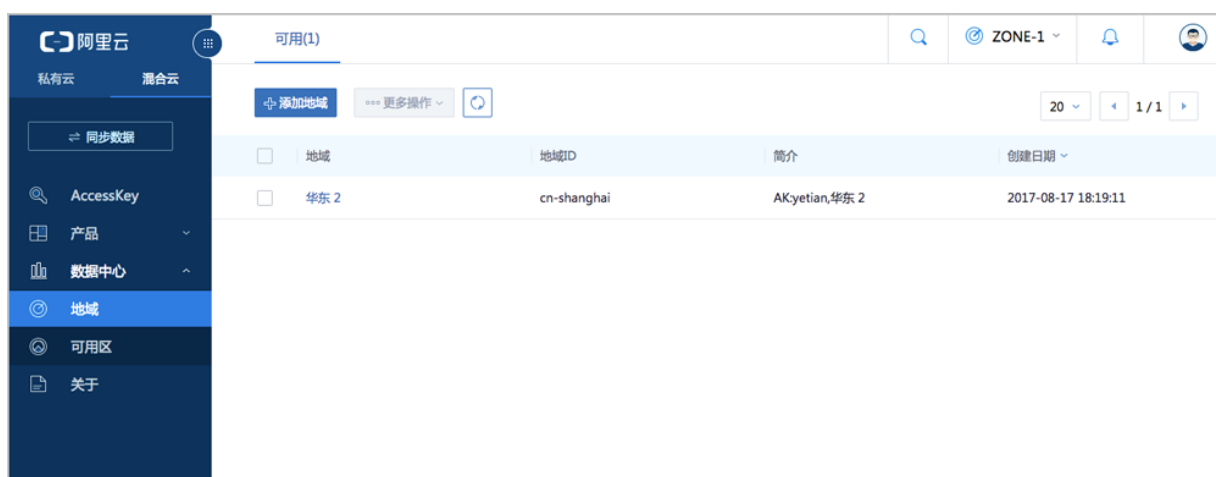 阿里云
私有云
混合云
同步数据
AccessKey
产品
数据中心
地域
可用区
关于
可用(1)
ZONE-1
添加地域
更多操作
20
1 / 1
地域 地域ID 简介 创建日期
华东 2 cn-shanghai AK:yetian,华东 2 2017-08-17 18:19:11